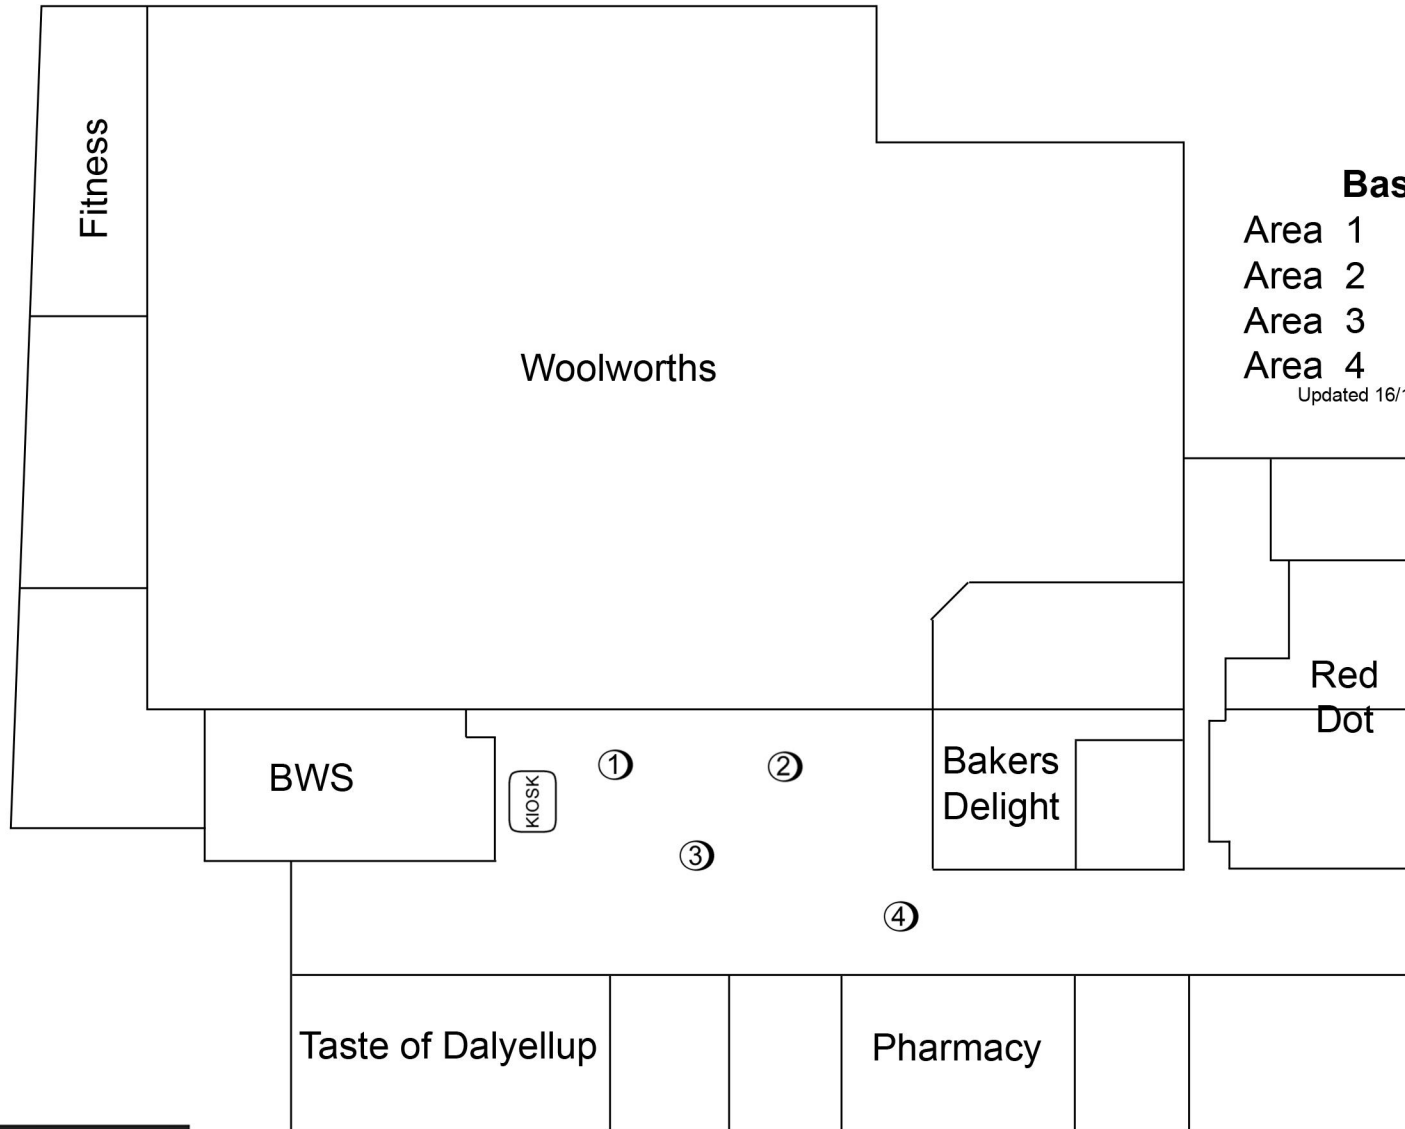 Fitness
Woolworths
Area 1
Area 2
Area 3
Area 4
Updated
Red
Dot
BWS
KIOSK
1
2
3
4
Bakers
Delight
Taste of Dalyellup
Pharmacy